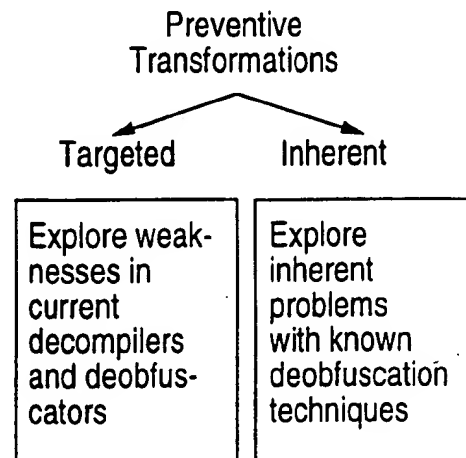 Preventive
Transformations
Targeted
Inherent
Explore weak-
nesses in
current
decompilers
and deobfus-
cators
Explore
inherent
problems
with known
deobfuscation
techniques